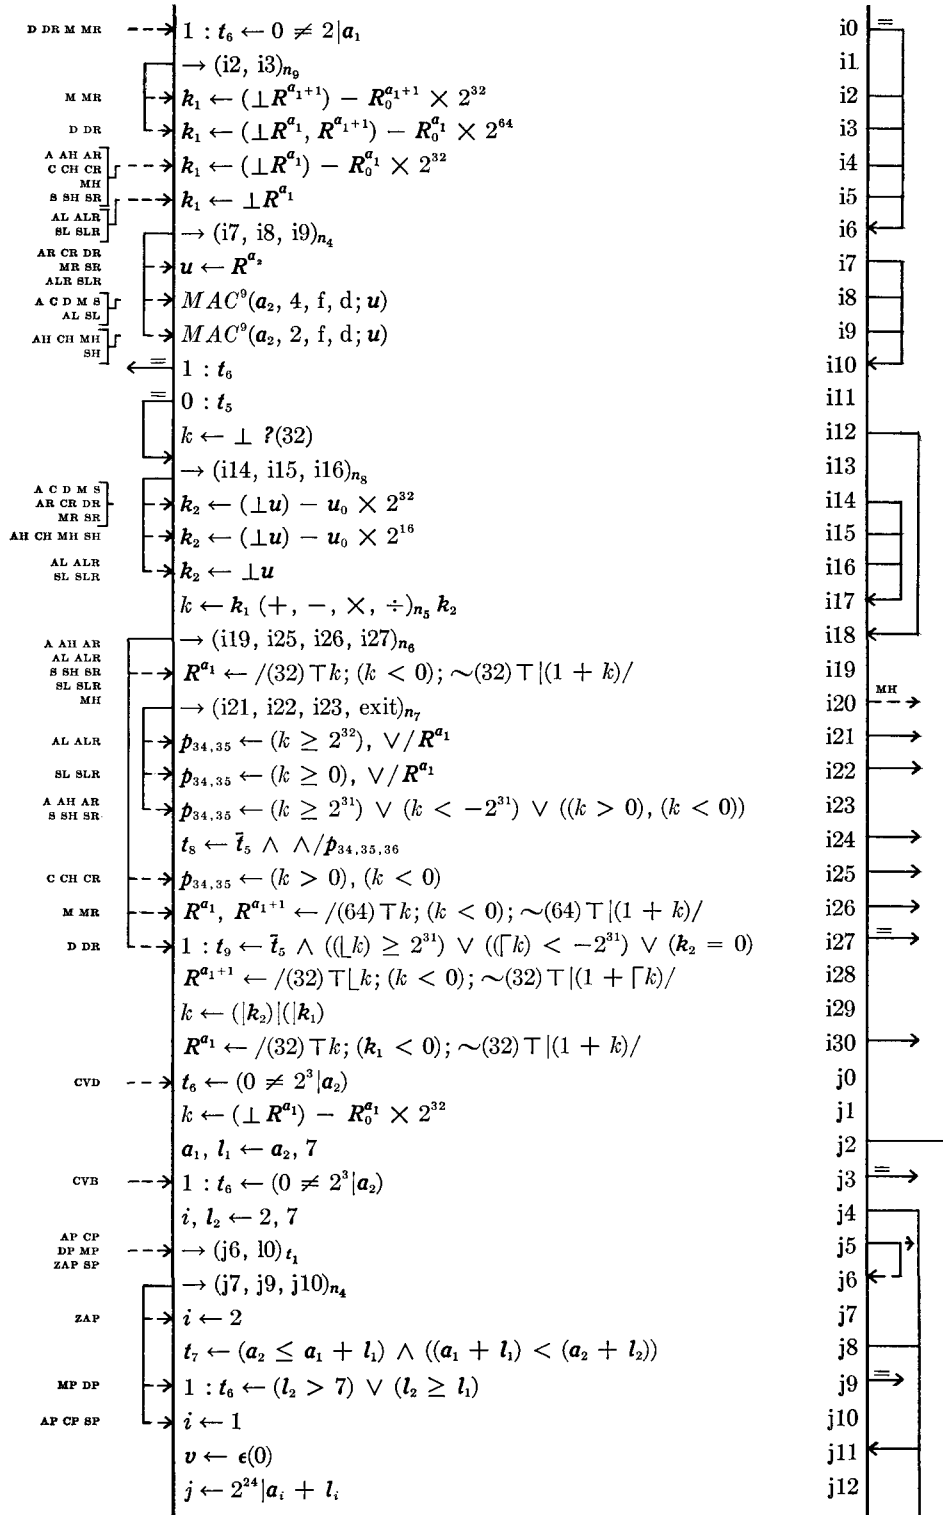 D DR M MR 1 : t₆ ← 0 ≠ 2|a₁ i0 =
→ (i2, i3)ₙ₉ i1
M MR k₁ ← (⊥R^{a₁+1}) − R₀^{a₁+1} × 2³² i2
D DR k₁ ← (⊥R^{a₁}, R^{a₁+1}) − R₀^{a₁} × 2⁶⁴ i3
A AH AR
C CH CR k₁ ← (⊥R^{a₁}) − R₀^{a₁} × 2³² i4
MH
S SH SR k₁ ← ⊥R^{a₁} i5
AL ALR
SL SLR → (i7, i8, i9)ₙ₄ i6
AR CR DR
MR SR u ← R^{a₂} i7
ALR SLR
A C D M S MAC⁹(a₂, 4, f, d; u) i8
AL SL
AH CH MH MAC⁹(a₂, 2, f, d; u) i9
SH
= 1 : t₆ i10
= 0 : t₅ i11
k ← ⊥ ?(32) i12
→ (i14, i15, i16)ₙ₈ i13
A C D M S
AR CR DR k₂ ← (⊥u) − u₀ × 2³² i14
MR SR
AH CH MH SH k₂ ← (⊥u) − u₀ × 2¹⁶ i15
AL ALR
SL SLR k₂ ← ⊥u i16
k ← k₁ (+, −, ×, ÷)ₙ₅ k₂ i17
→ (i19, i25, i26, i27)ₙ₆ i18
A AH AR
AL ALR
S SH SR R^{a₁} ← /(32)⊤k; (k < 0); ∼(32)⊤|(1 + k)/ i19
SL SLR
MH → (i21, i22, i23, exit)ₙ₇ i20 MH
AL ALR p₃₄,₃₅ ← (k ≥ 2³²), ∨/R^{a₁} i21
SL SLR p₃₄,₃₅ ← (k ≥ 0), ∨/R^{a₁} i22
A AH AR
S SH SR p₃₄,₃₅ ← (k ≥ 2³¹) ∨ (k < −2³¹) ∨ ((k > 0), (k < 0)) i23
t₈ ← t̄₅ ∧ ∧/p₃₄,₃₅,₃₆ i24
C CH CR p₃₄,₃₅ ← (k > 0), (k < 0) i25
M MR R^{a₁}, R^{a₁+1} ← /(64)⊤k; (k < 0); ∼(64)⊤|(1 + k)/ i26
D DR 1 : t₉ ← t̄₅ ∧ ((⌊k) ≥ 2³¹) ∨ ((⌈k) < −2³¹) ∨ (k₂ = 0) i27 =
R^{a₁+1} ← /(32)⊤⌊k; (k < 0); ∼(32)⊤|(1 + ⌈k)/ i28
k ← (|k₂)|(|k₁) i29
R^{a₁} ← /(32)⊤k; (k₁ < 0); ∼(32)⊤|(1 + k)/ i30
CVD t₆ ← (0 ≠ 2³|a₂) j0
k ← (⊥R^{a₁}) − R₀^{a₁} × 2³² j1
a₁, l₁ ← a₂, 7 j2
CVB 1 : t₆ ← (0 ≠ 2³|a₂) j3 =
i, l₂ ← 2, 7 j4
AP CP
DP MP → (j6, l0)ₜ₁ j5
ZAP SP
→ (j7, j9, j10)ₙ₄ j6
ZAP i ← 2 j7
t₇ ← (a₂ ≤ a₁ + l₁) ∧ ((a₁ + l₁) < (a₂ + l₂)) j8
MP DP 1 : t₆ ← (l₂ > 7) ∨ (l₂ ≥ l₁) j9 =
AP CP SP i ← 1 j10
v ← ϵ(0) j11
j ← 2²⁴|aᵢ + lᵢ j12